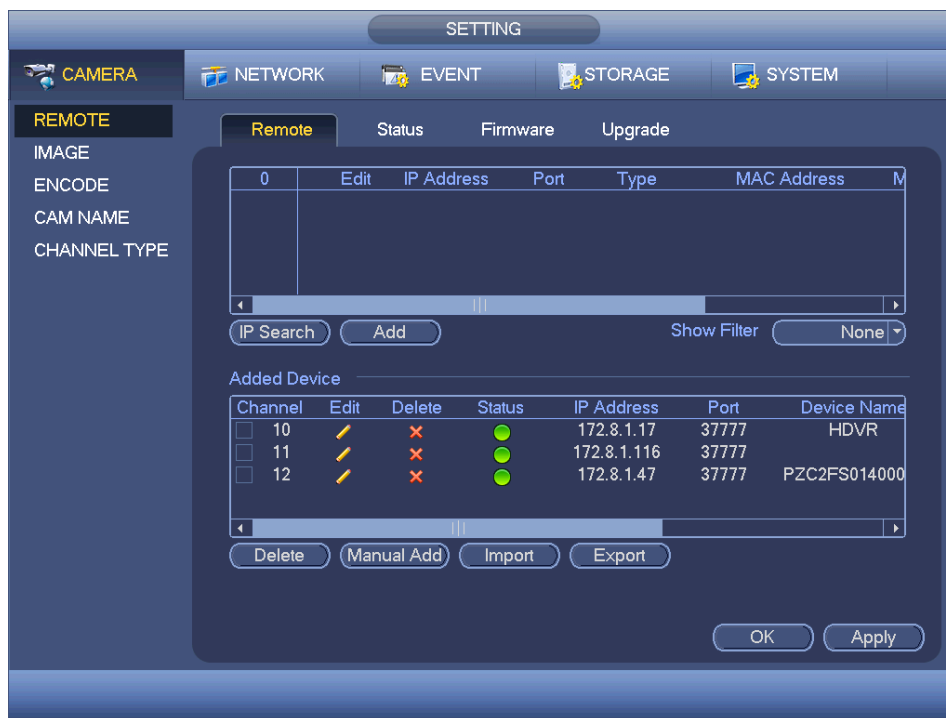 SETTING
CAMERA NETWORK EVENT STORAGE SYSTEM
REMOTE
IMAGE
ENCODE
CAM NAME
CHANNEL TYPE
Remote Status Firmware Upgrade
0 Edit IP Address Port Type MAC Address M
IP Search Add Show Filter None
Added Device
Channel Edit Delete Status IP Address Port Device Name
10 172.8.1.17 37777 HDVR
11 172.8.1.116 37777
12 172.8.1.47 37777 PZC2FS014000
Delete Manual Add Import Export
OK Apply